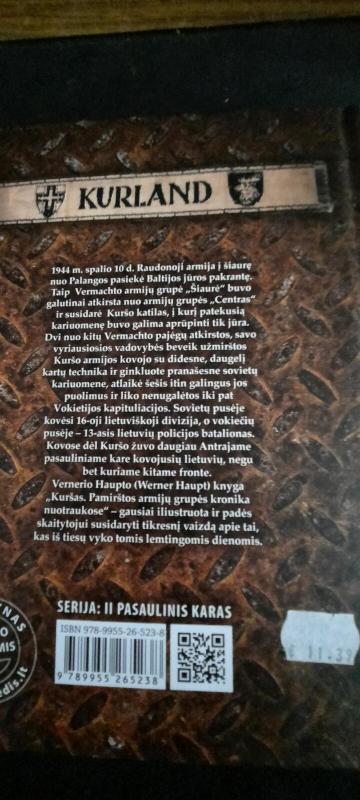 KURLAND
1944 m. spalio 10 d. Raudonoji armija į šiaurę
nuo Palangos pasiekė Baltijos jūros pakrantę.
Taip Vermachto armijų grupė „Šiaurė“ buvo
galutinai atkirsta nuo armijų grupės „Centras“
ir susidarė Kuršo katilas, į kurį patekusią
kariuomenę buvo galima aprūpinti tik jūra.
Dvi nuo kitų Vermachto pajėgų atkirstos, savo
vyriausiosios vadovybės beveik užmirštos
Kuršo armijos kovojo su didesne, daugelį
kartų technika ir ginkluote pranašesne sovietų
kariuomene, atlaikė šešis itin galingus jos
puolimus ir liko nenugalėtos iki pat
Vokietijos kapituliacijos. Sovietų pusėje
kovėsi 16-oji lietuviškoji divizija, o vokiečių
pusėje – 13-asis lietuvių policijos batalionas.
Kovose dėl Kuršo žuvo daugiau Antrajame
pasauliniame kare kovojusių lietuvių, negu
bet kuriame kitame fronte.
Vernerio Haupto (Werner Haupt) knyga
„Kuršas. Pamirštos armijų grupės kronika
nuotraukose“ – gausiai iliustruota ir padės
skaitytojui susidaryti tikresnį vaizdą apie tai,
kas iš tiesų vyko tomis lemtingomis dienomis.
SERIJA: II PASAULINIS KARAS
ISBN 978-9955-26-523-8
9 789955 265238
€ 11.39